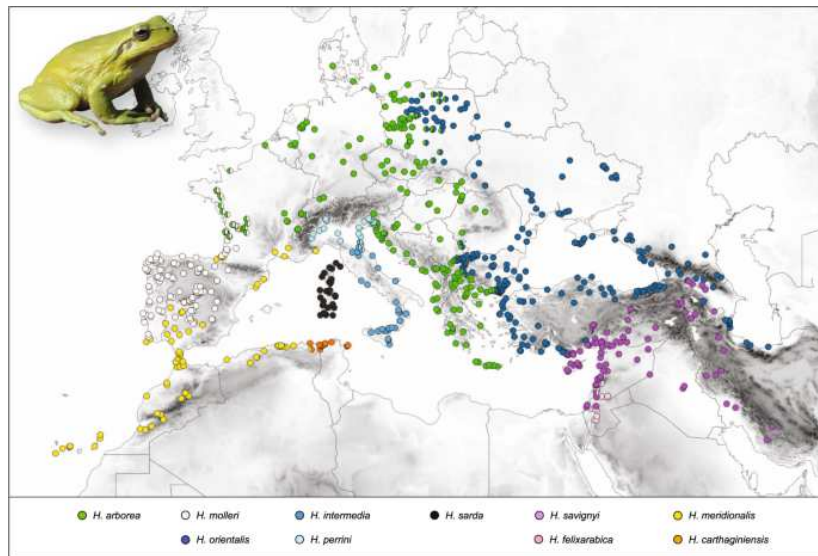 H. arborea H. molleri H. intermedia H. sarda H. savignyi H. meridionalis
H. orientalis H. perrini H. felixarabica H. carthaginiensis